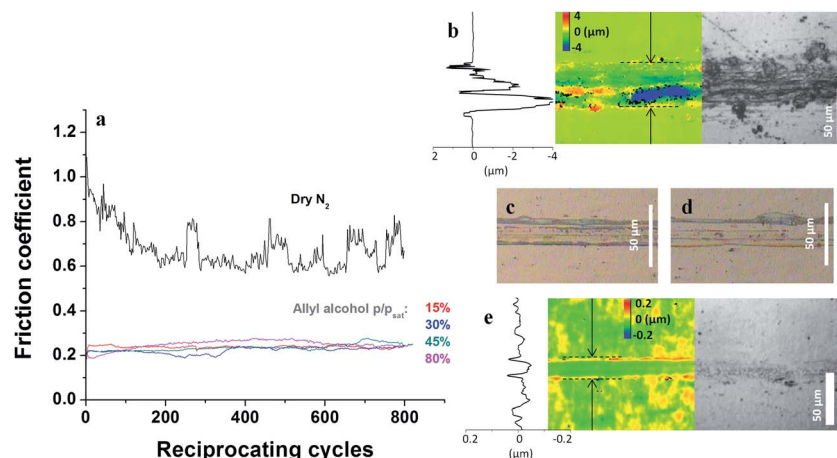 a
Friction coefficient
1.2
1.0
0.8
0.6
0.4
0.2
0.0
Dry N2
Allyl alcohol p/psat:
15%
30%
45%
80%
0
200
400
600
800
Reciprocating cycles
b
4
0 (µm)
-4
2
0
-2
-4
(µm)
50 µm
c
50 µm
d
50 µm
e
0.2
0 (µm)
-0.2
0.2
0
-0.2
(µm)
50 µm